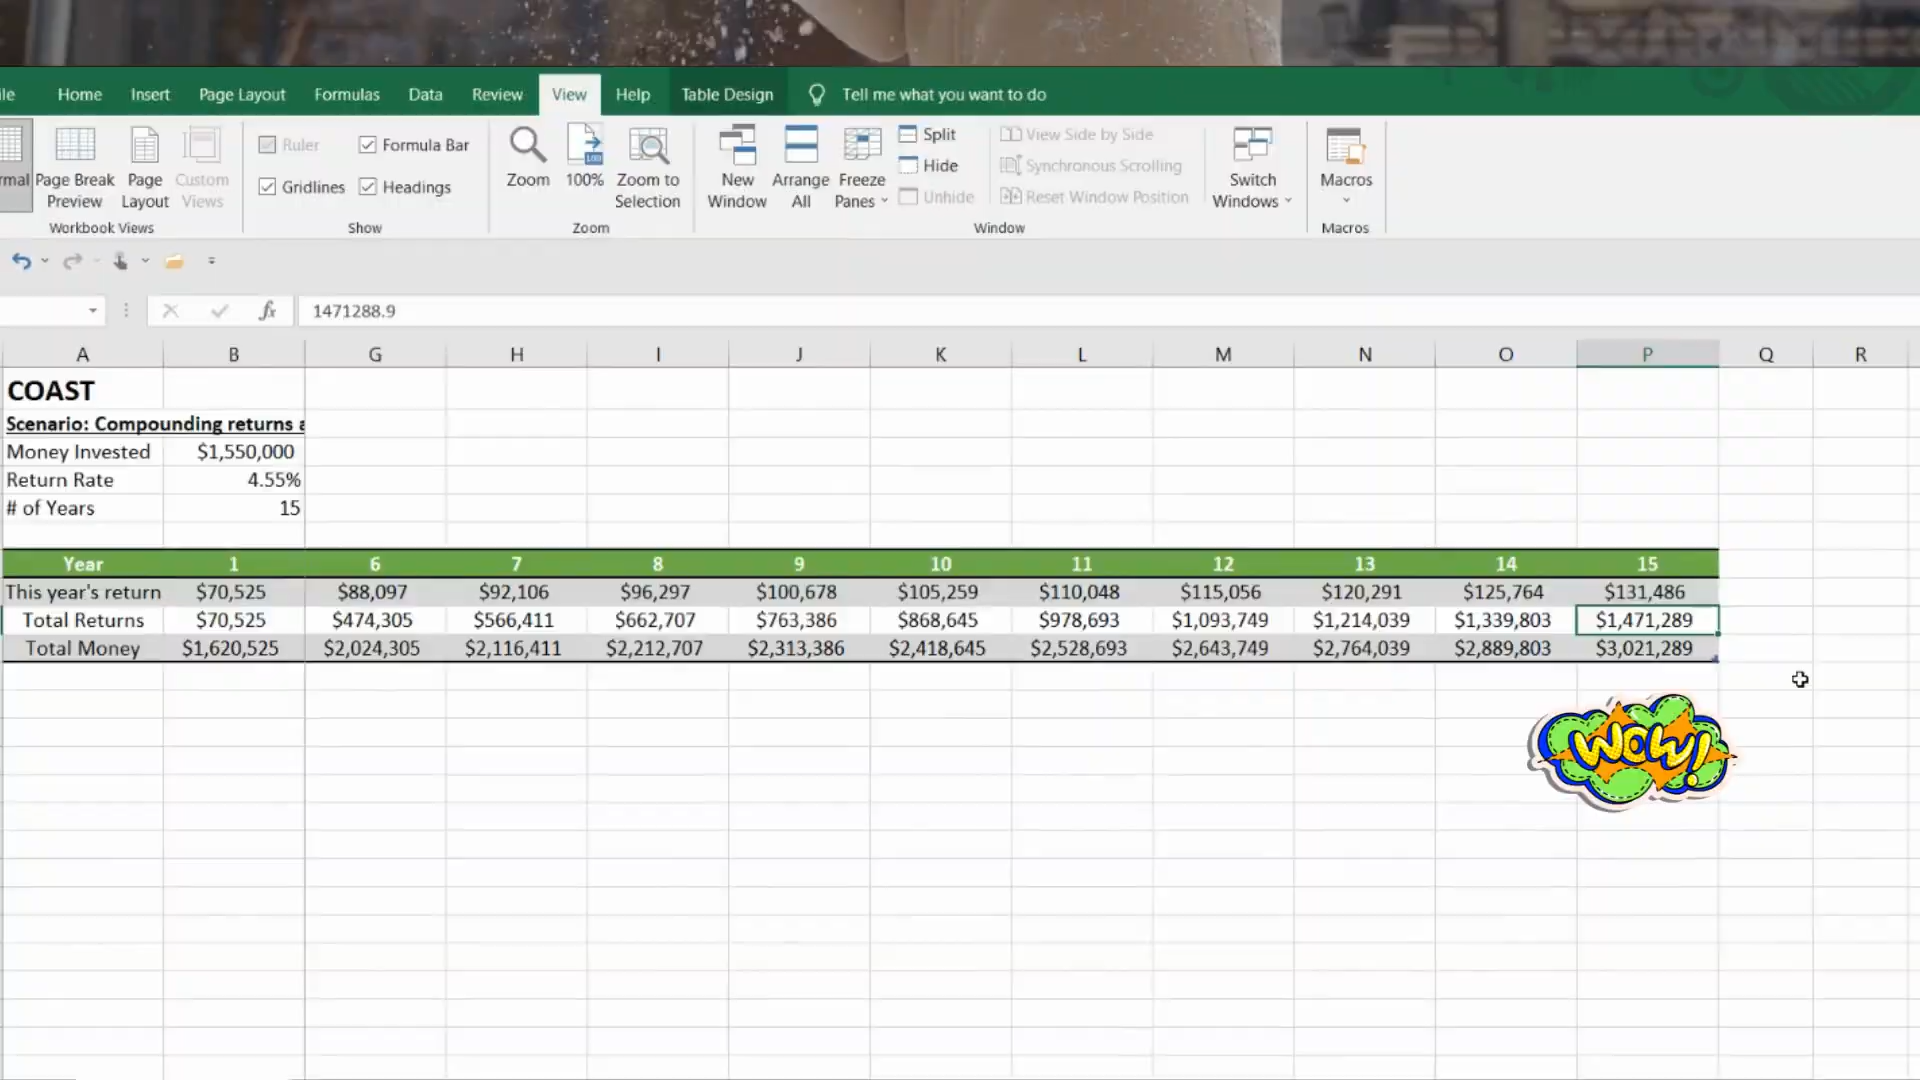 ile Home Insert Page Layout Formulas Data Review View Help Table Design Tell me what you want to do
rmal Page Break Preview Page Layout Custom Views Ruler Formula Bar Gridlines Headings Zoom 100% Zoom to Selection New Window Arrange All Freeze Panes Split Hide Unhide View Side by Side Synchronous Scrolling Reset Window Position Switch Windows Macros
Workbook Views Show Zoom Window Macros
fx 1471288.9
A B G H I J K L M N O P Q R
COAST
Scenario: Compounding returns a
Money Invested $1,550,000
Return Rate 4.55%
# of Years 15
Year 1 6 7 8 9 10 11 12 13 14 15
This year's return $70,525 $88,097 $92,106 $96,297 $100,678 $105,259 $110,048 $115,056 $120,291 $125,764 $131,486
Total Returns $70,525 $474,305 $566,411 $662,707 $763,386 $868,645 $978,693 $1,093,749 $1,214,039 $1,339,803 $1,471,289
Total Money $1,620,525 $2,024,305 $2,116,411 $2,212,707 $2,313,386 $2,418,645 $2,528,693 $2,643,749 $2,764,039 $2,889,803 $3,021,289
WOW!